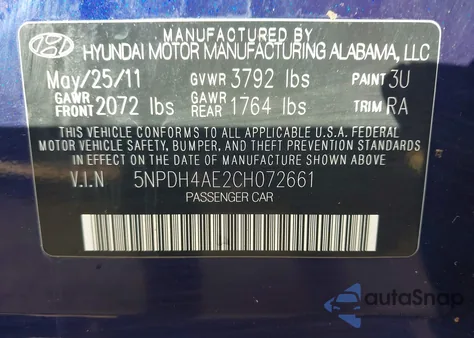 MANUFACTURED BY
HYUNDAI MOTOR MANUFACTURING ALABAMA, LLC
May/25/11 GVWR 3792 lbs PAINT 3U
GAWR FRONT 2072 lbs GAWR REAR 1764 lbs TRIM RA
THIS VEHICLE CONFORMS TO ALL APPLICABLE U.S.A. FEDERAL
MOTOR VEHICLE SAFETY, BUMPER, AND THEFT PREVENTION STANDARDS
IN EFFECT ON THE DATE OF MANUFACTURE SHOWN ABOVE.
V.I.N 5NPDH4AE2CH072661
PASSENGER CAR
autoSnap